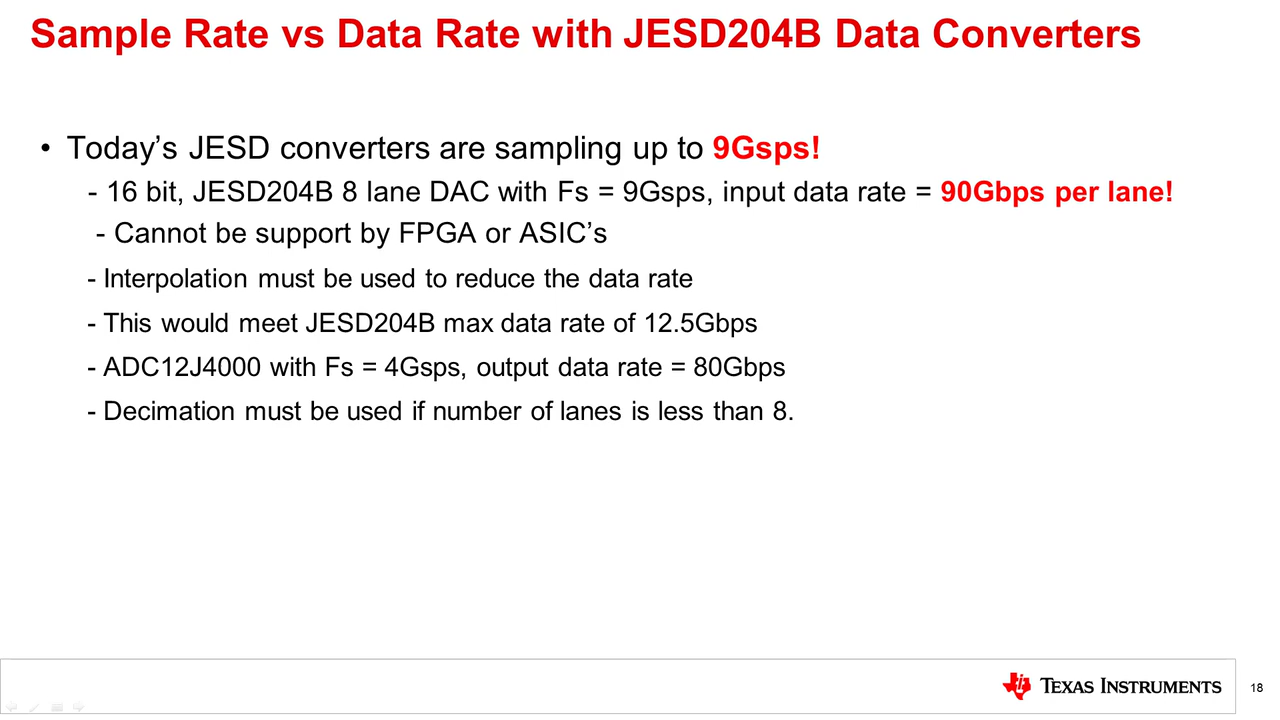 Sample Rate vs Data Rate with JESD204B Data Converters
• Today’s JESD converters are sampling up to 9Gsps!
- 16 bit, JESD204B 8 lane DAC with Fs = 9Gsps, input data rate = 90Gbps per lane!
- Cannot be support by FPGA or ASIC’s
- Interpolation must be used to reduce the data rate
- This would meet JESD204B max data rate of 12.5Gbps
- ADC12J4000 with Fs = 4Gsps, output data rate = 80Gbps
- Decimation must be used if number of lanes is less than 8.
TEXAS INSTRUMENTS
18